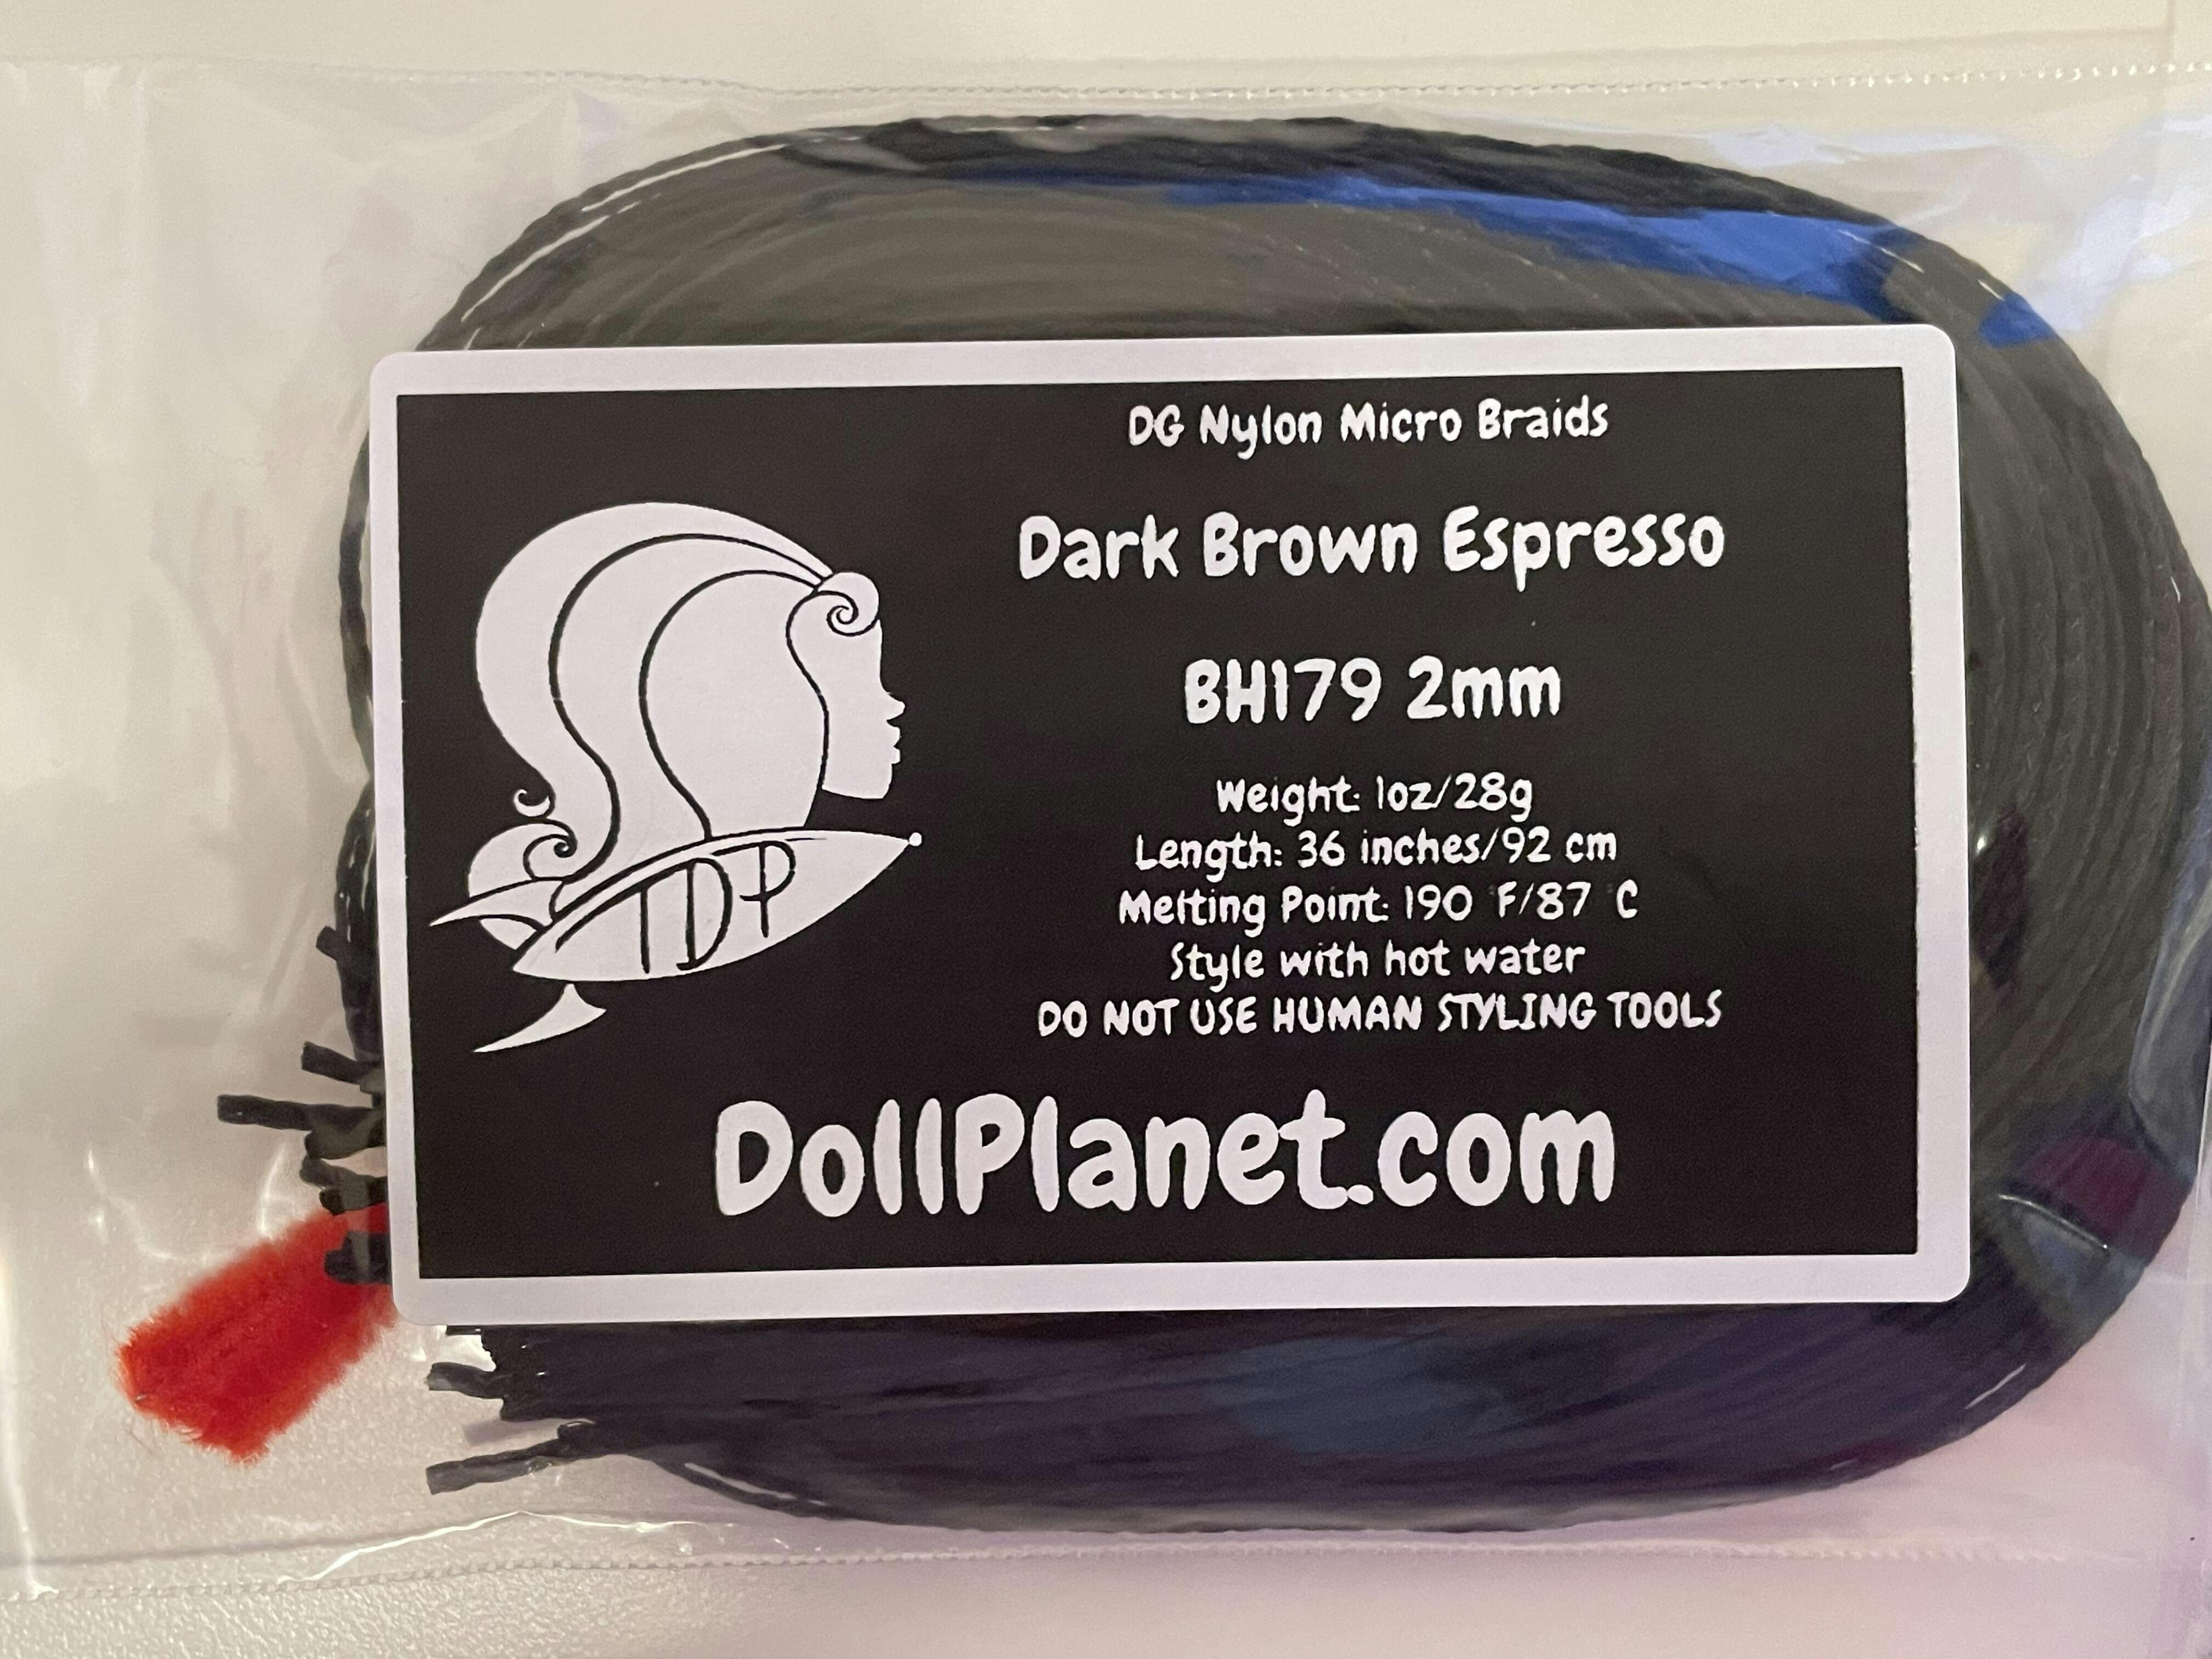 DG Nylon Micro Braids
Dark Brown Espresso
BH179 2mm
Weight: 1oz/28g
Length: 36 inches/92 cm
Melting Point: 190 F/87 C
Style with hot water
DO NOT USE HUMAN STYLING TOOLS
TDP
DollPlanet.com